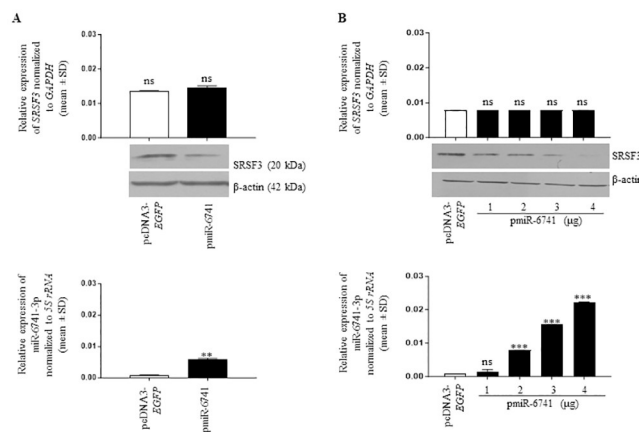 A
Relative expression
of SRSF3 normalized
to GAPDH
(mean ± SD)
0.03
0.02
0.01
0.00
ns
ns
SRSF3 (20 kDa)
β-actin (42 kDa)
pcDNA3-
EGFP
pmiR-6741
Relative expression of
miR-6741-3p
normalized to 5S rRNA
(mean ± SD)
0.03
0.02
0.01
0.00
**
pcDNA3-
EGFP
pmiR-6741
B
Relative expression
of SRSF3 normalized
to GAPDH
(mean ± SD)
0.03
0.02
0.01
0.00
ns ns ns ns
SRSF3
β-actin
pcDNA3-
EGFP
1 2 3 4
pmiR-6741 (µg)
Relative expression of
miR-6741-3p
normalized to 5S rRNA
(mean ± SD)
0.03
0.02
0.01
0.00
ns
***
***
***
pcDNA3-
EGFP
1 2 3 4
pmiR-6741 (µg)